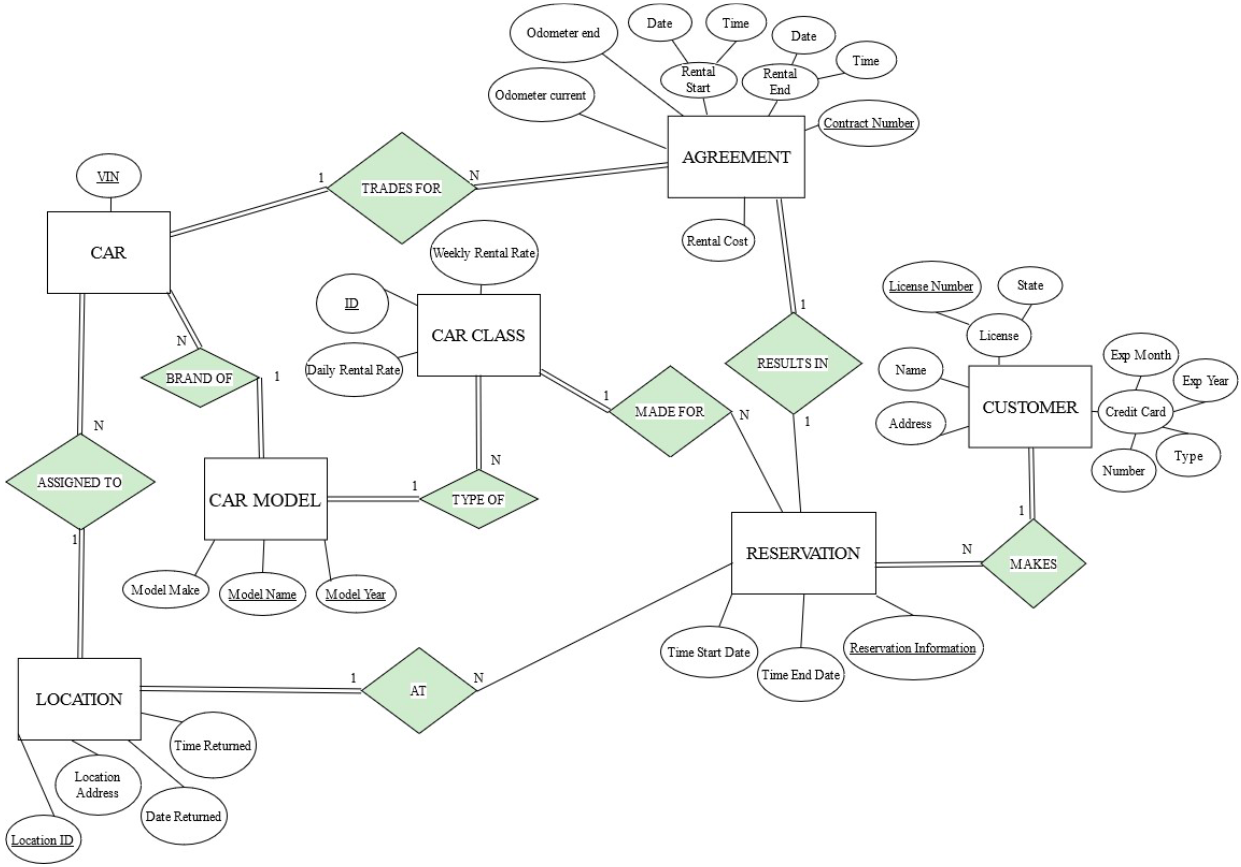 Odometer end
Date
Time
Date
Time
Rental
Start
Rental
End
Odometer current
Contract Number
AGREEMENT
VIN
1
TRADES FOR
N
CAR
Rental Cost
Weekly Rental Rate
ID
CAR CLASS
Daily Rental Rate
License Number
State
License
1
RESULTS IN
1
N
BRAND OF
1
Name
Address
CUSTOMER
Exp Month
Exp Year
Credit Card
Number
Type
1
MADE FOR
N
N
ASSIGNED TO
1
CAR MODEL
1
N
TYPE OF
Model Make
Model Name
Model Year
RESERVATION
N
1
MAKES
Time Start Date
Time End Date
Reservation Information
LOCATION
1
AT
N
Time Returned
Location
Address
Date Returned
Location ID